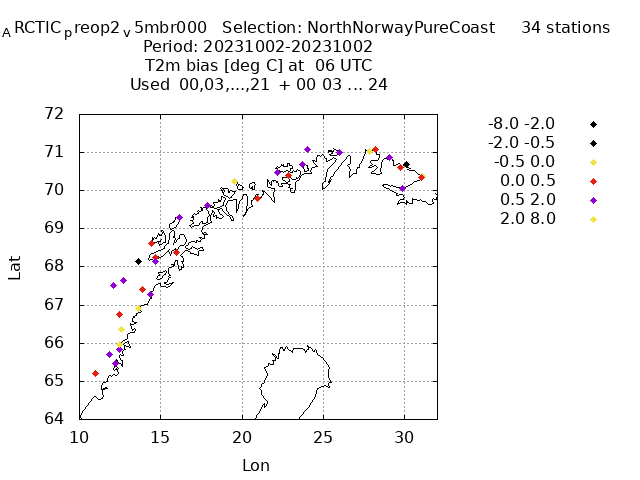 ARCTIC preop2 v5mbr000 Selection: NorthNorwayPureCoast 34 stations
Period: 20231002-20231002
T2m bias [deg C] at 06 UTC
Used 00,03,...,21 + 00 03 ... 24
72
71
70
69
68
67
66
65
64
10 15 20 25 30
Lat
Lon
-8.0 -2.0
-2.0 -0.5
-0.5 0.0
0.0 0.5
0.5 2.0
2.0 8.0